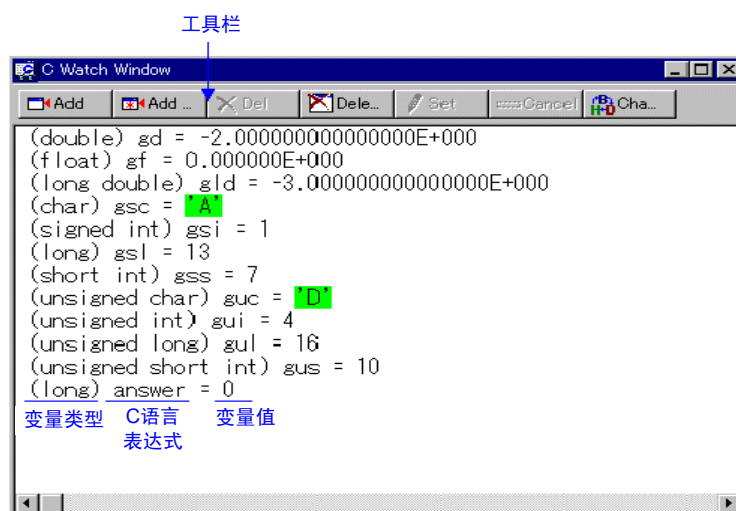 工具栏
C Watch Window
Add Add ... Del Dele... Set Cancel Cha...
(double) gd = -2.000000000000000E+000
(float) gf = 0.000000E+000
(long double) gld = -3.000000000000000E+000
(char) gsc = 'A'
(signed int) gsi = 1
(long) gsl = 13
(short int) gss = 7
(unsigned char) guc = 'D'
(unsigned int) gui = 4
(unsigned long) gul = 16
(unsigned short int) gus = 10
(long) answer = 0
变量类型 C语言 变量值
表达式